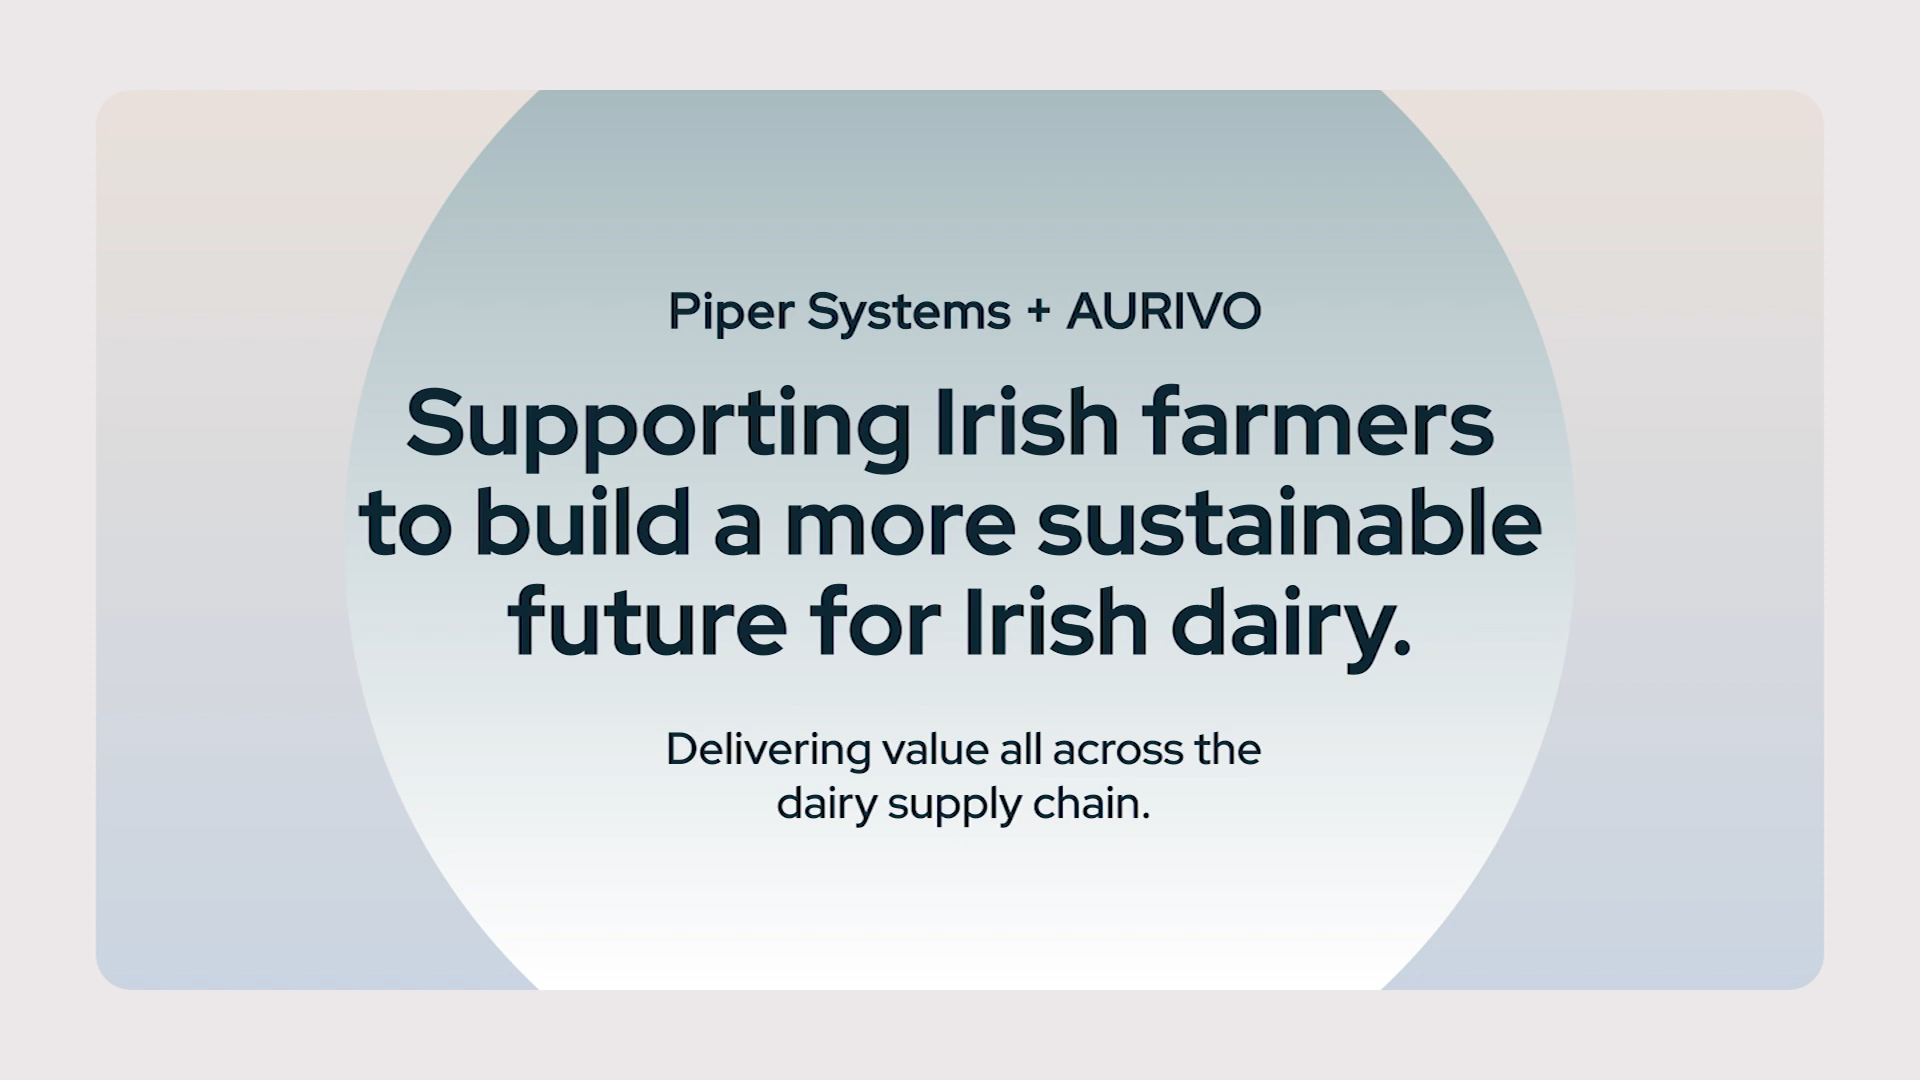 Piper Systems + AURIVO
Supporting Irish farmers
to build a more sustainable
future for Irish dairy.
Delivering value all across the
dairy supply chain.